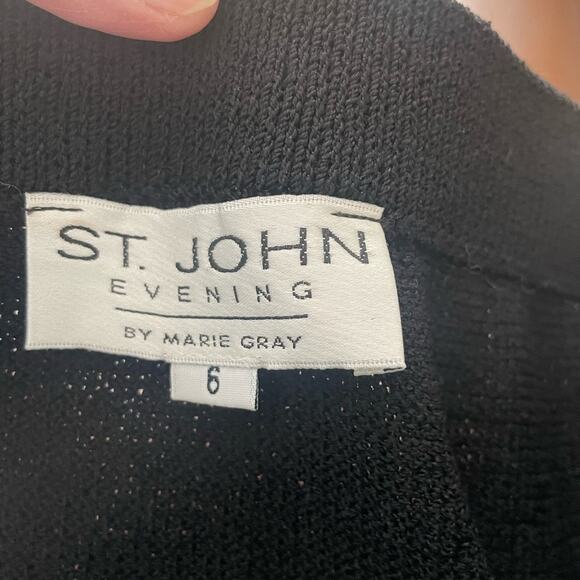 ST. JOHN
EVENING
BY MARIE GRAY
6